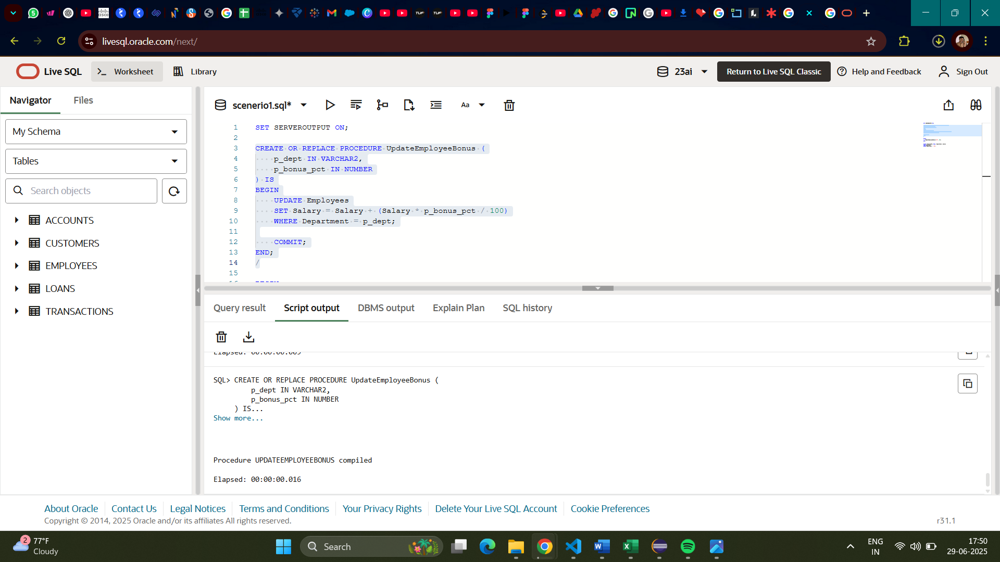 livesql.oracle.com/next/
Live SQL
Worksheet
Library
23ai
Return to Live SQL Classic
Help and Feedback
Sign Out
Navigator
Files
My Schema
Tables
Search objects
ACCOUNTS
CUSTOMERS
EMPLOYEES
LOANS
TRANSACTIONS
scenerio1.sql*
Aa
1 SET SERVEROUTPUT ON;
2
3 CREATE OR REPLACE PROCEDURE UpdateEmployeeBonus (
4 p_dept IN VARCHAR2,
5 p_bonus_pct IN NUMBER
6 ) IS
7 BEGIN
8 UPDATE Employees
9 SET Salary = Salary + (Salary * p_bonus_pct / 100)
10 WHERE Department = p_dept;
11
12 COMMIT;
13 END;
14 /
15
Query result
Script output
DBMS output
Explain Plan
SQL history
SQL> CREATE OR REPLACE PROCEDURE UpdateEmployeeBonus (
p_dept IN VARCHAR2,
p_bonus_pct IN NUMBER
) IS...
Show more...
Procedure UPDATEEMPLOYEEBONUS compiled
Elapsed: 00:00:00.016
About Oracle
Contact Us
Legal Notices
Terms and Conditions
Your Privacy Rights
Delete Your Live SQL Account
Cookie Preferences
Copyright © 2014, 2025 Oracle and/or its affiliates All rights reserved.
r31.1
2
77°F
Cloudy
Search
ENG
IN
17:50
29-06-2025